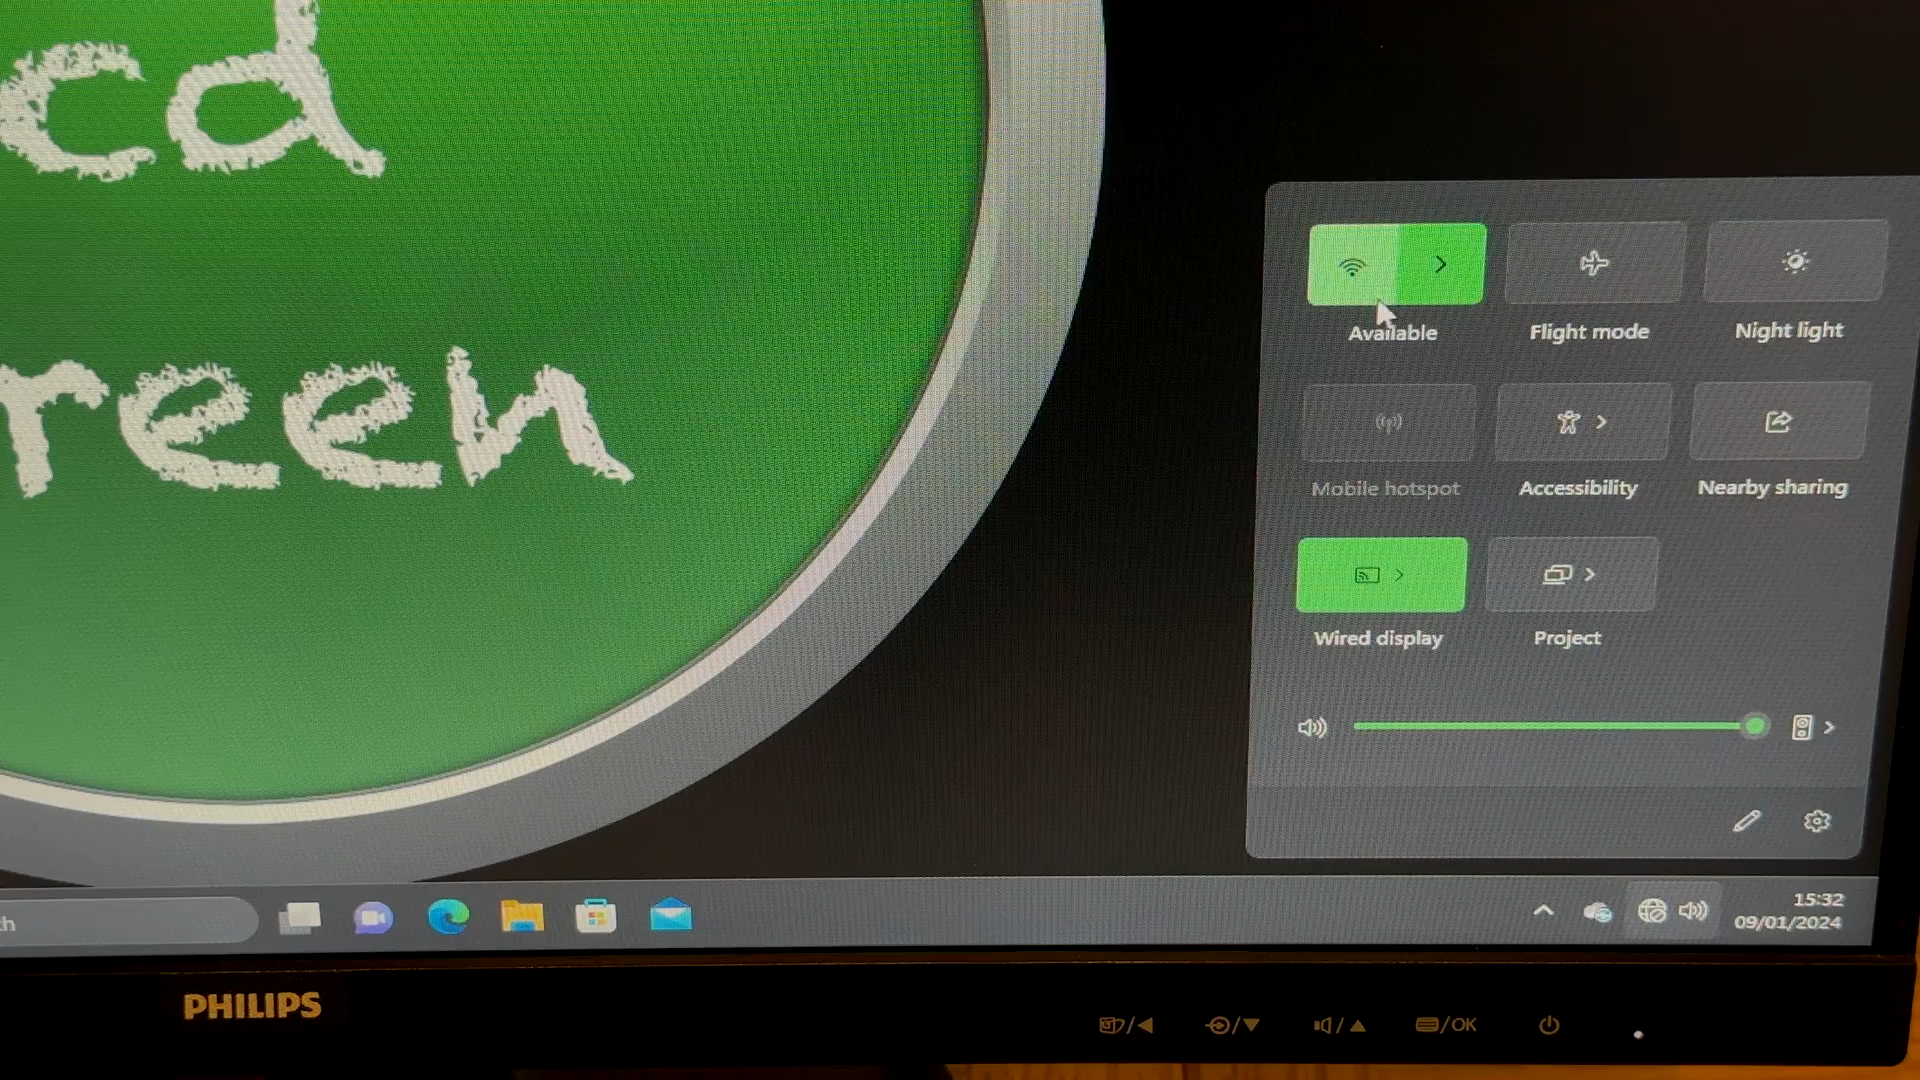 cd
reen
Available
Flight mode
Night light
Mobile hotspot
Accessibility
Nearby sharing
Wired display
Project
ch
15:32
09/01/2024
PHILIPS
/OK